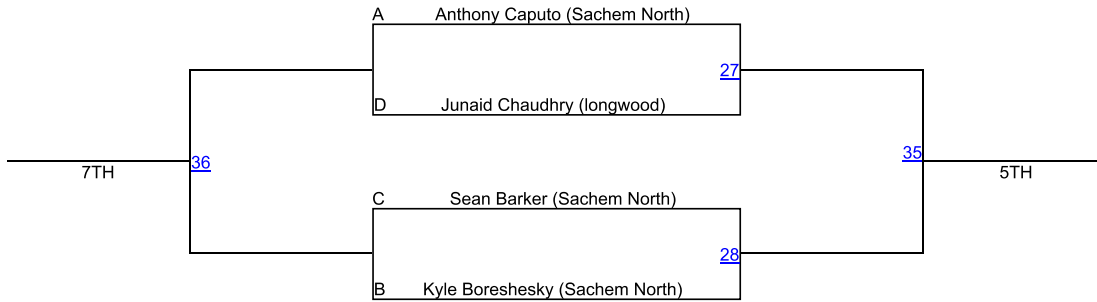 A Anthony Caputo (Sachem North)
27
D Junaid Chaudhry (longwood)
36
35
7TH
5TH
C Sean Barker (Sachem North)
28
B Kyle Boreshesky (Sachem North)